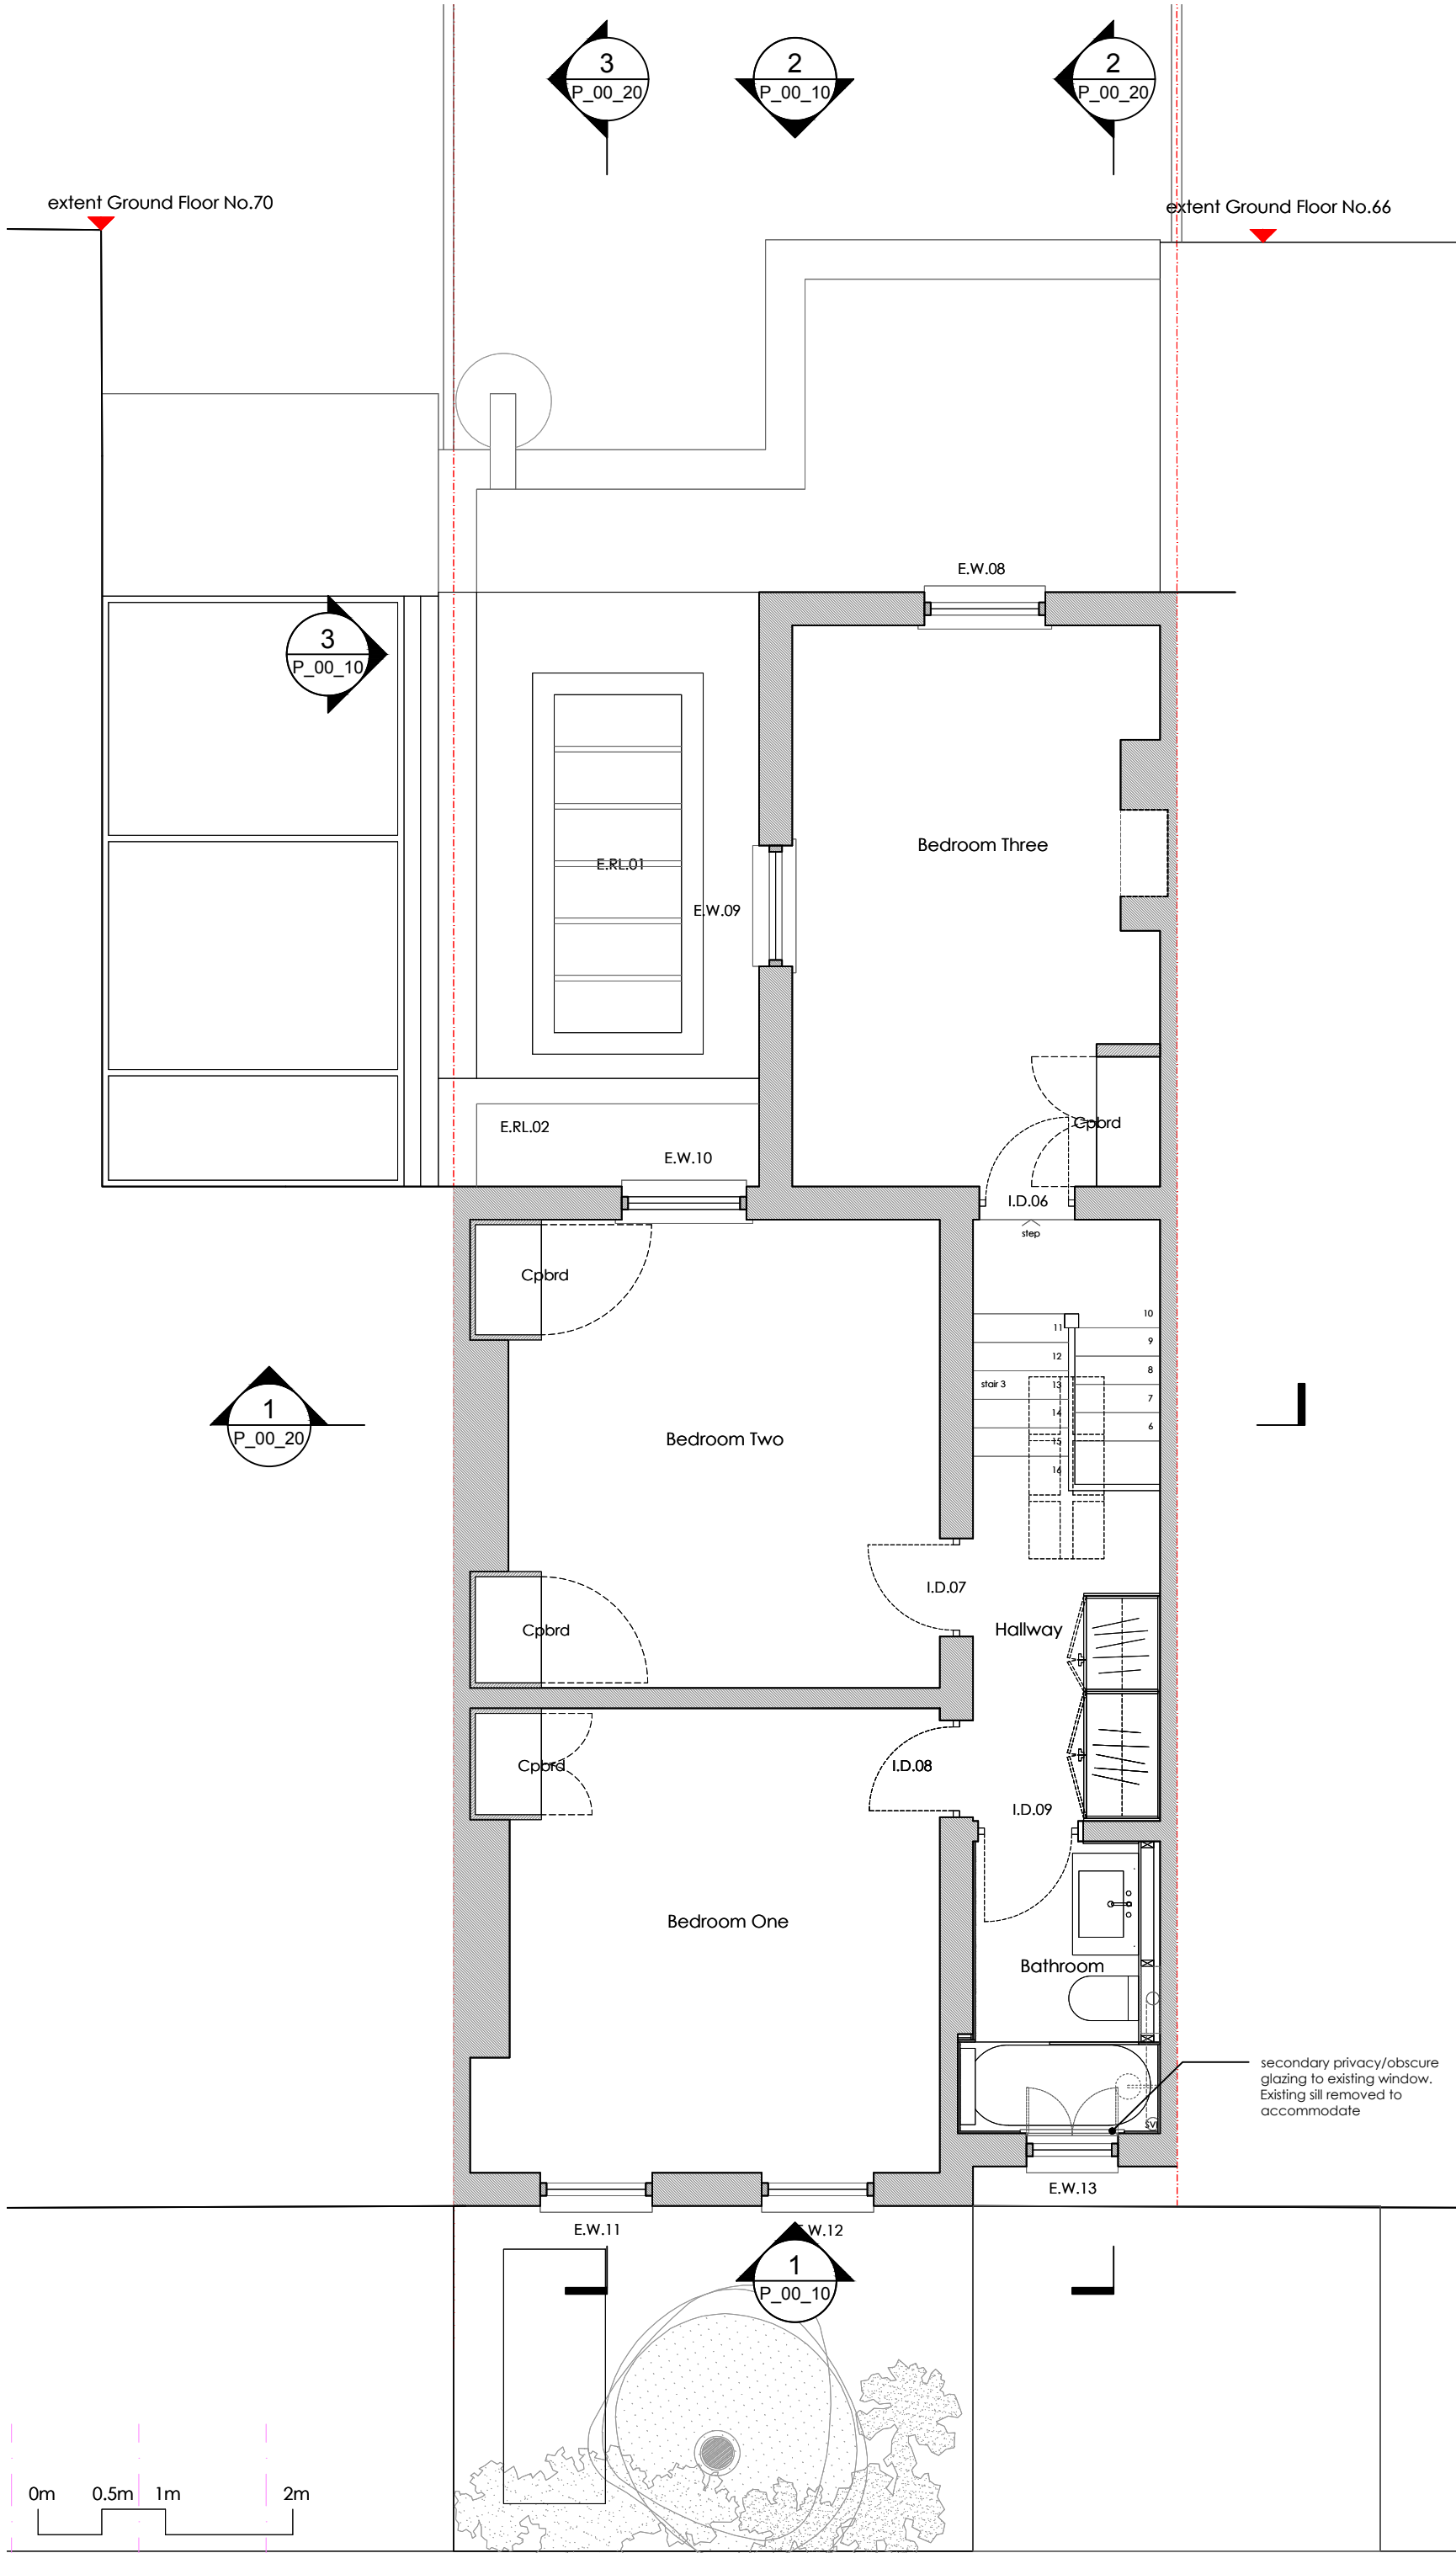 3
P_00_20
2
P_00_10
2
P_00_20
extent Ground Floor No.70
extent Ground Floor No.66
E.W.08
3
P_00_10
Bedroom Three
E.RL.01
E.W.09
Cpbrd
E.RL.02
E.W.10
I.D.06
step
Cpbrd
10
11
9
12
8
stair 3
13
7
14
6
15
16
1
P_00_20
Bedroom Two
I.D.07
Cpbrd
Hallway
Cpbrd
I.D.08
I.D.09
Bedroom One
Bathroom
secondary privacy/obscure
glazing to existing window.
Existing sill removed to
accommodate
E.W.13
E.W.11
W.12
1
P_00_10
0m 0.5m 1m 2m